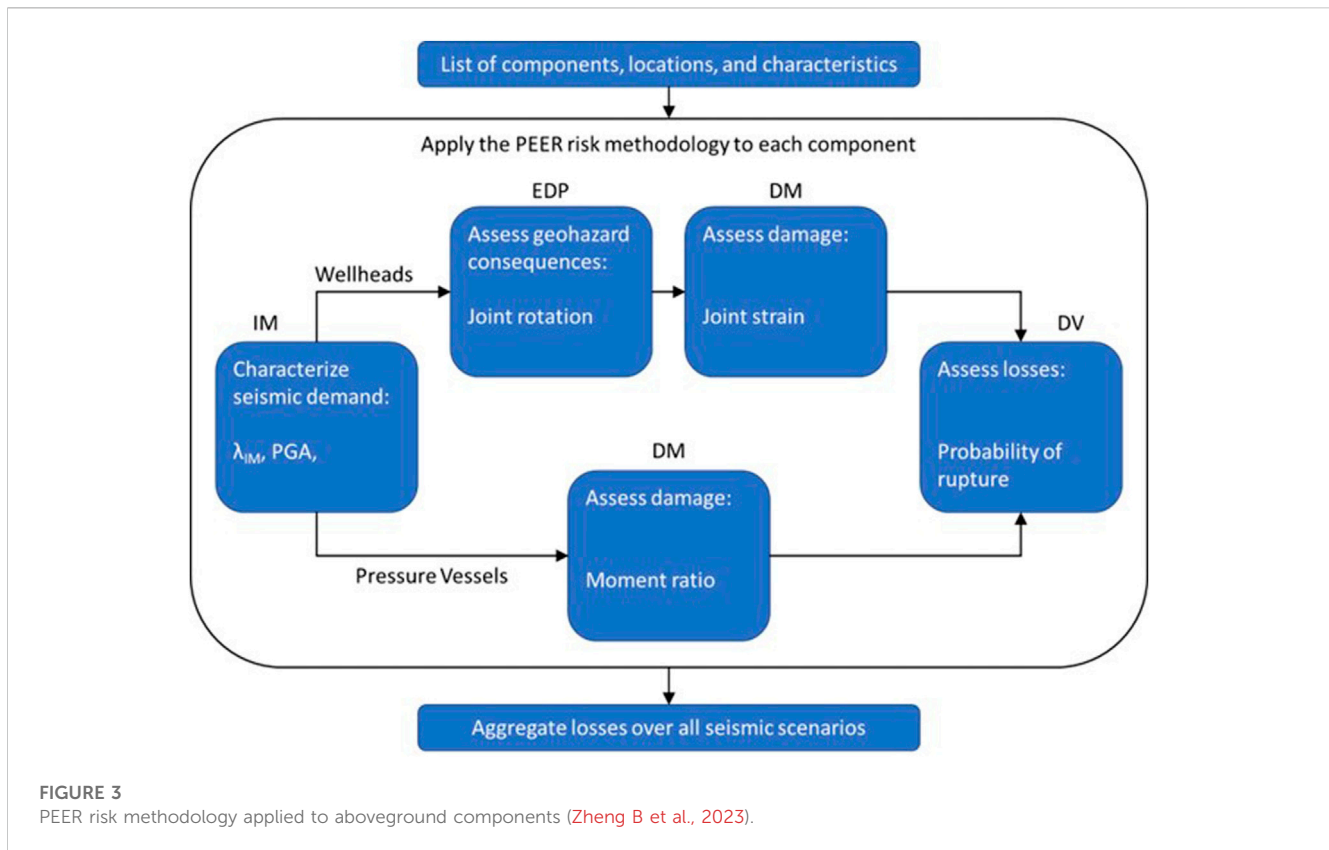 List of components, locations, and characteristics
Apply the PEER risk methodology to each component
EDP
DM
Assess geohazard
consequences:
Joint rotation
Assess damage:
Joint strain
Wellheads
IM
Characterize
seismic demand:
λIM, PGA,
DV
Assess losses:
Probability of
rupture
DM
Assess damage:
Moment ratio
Pressure Vessels
Aggregate losses over all seismic scenarios
FIGURE 3
PEER risk methodology applied to aboveground components (Zheng B et al., 2023).